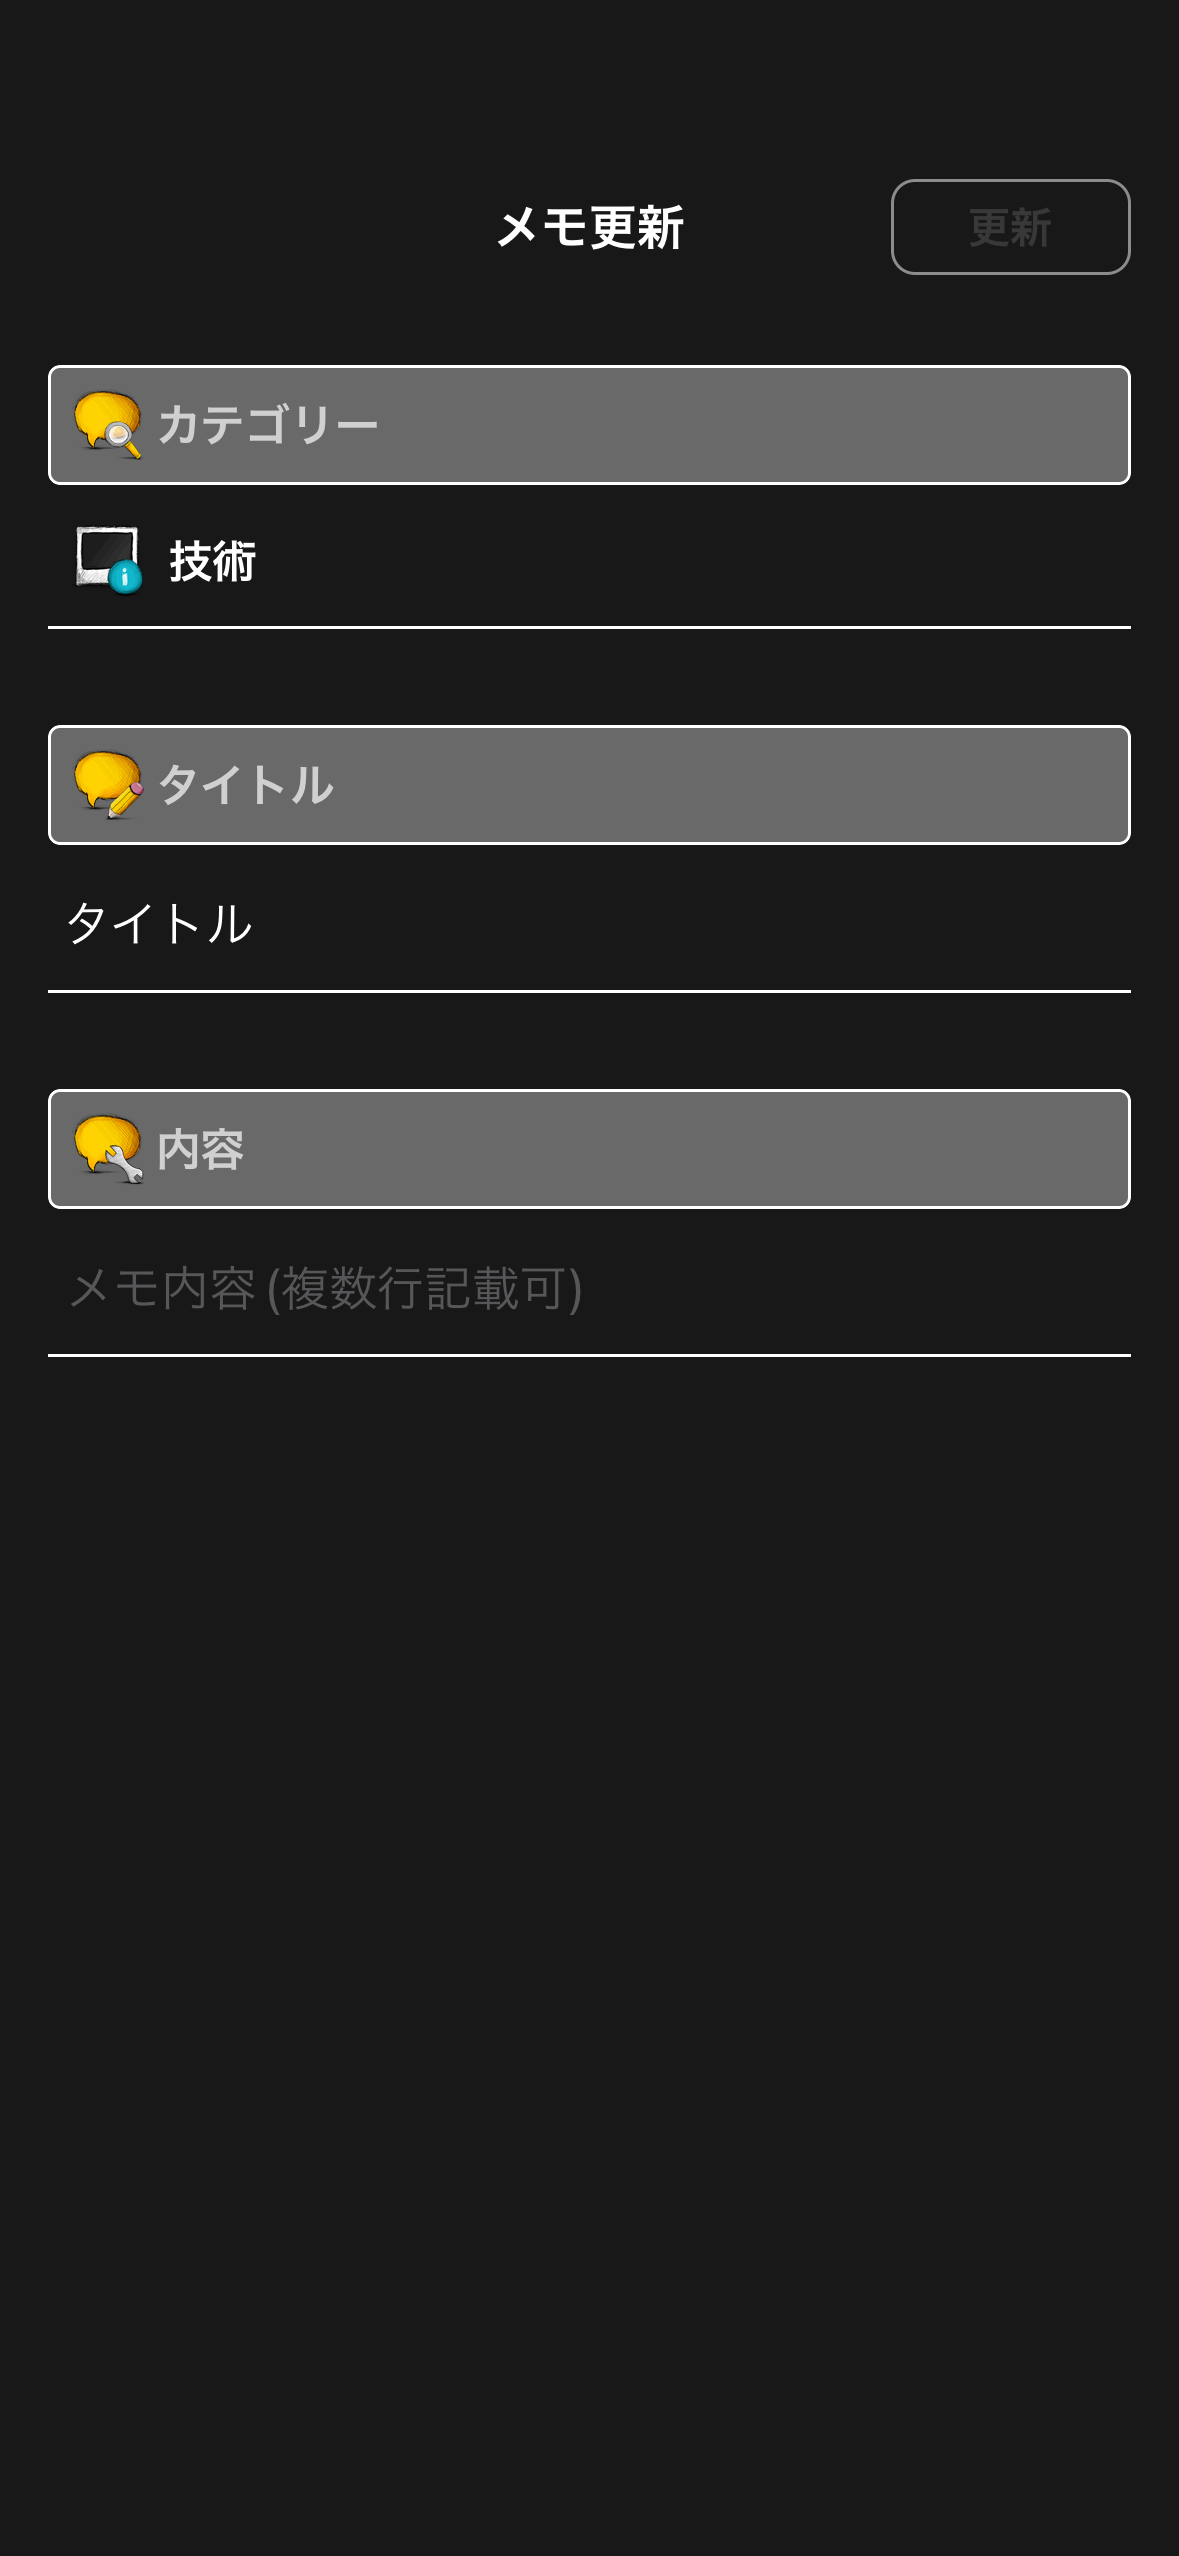 メモ更新
更新
カテゴリー
技術
タイトル
タイトル
内容
メモ内容 (複数行記載可)